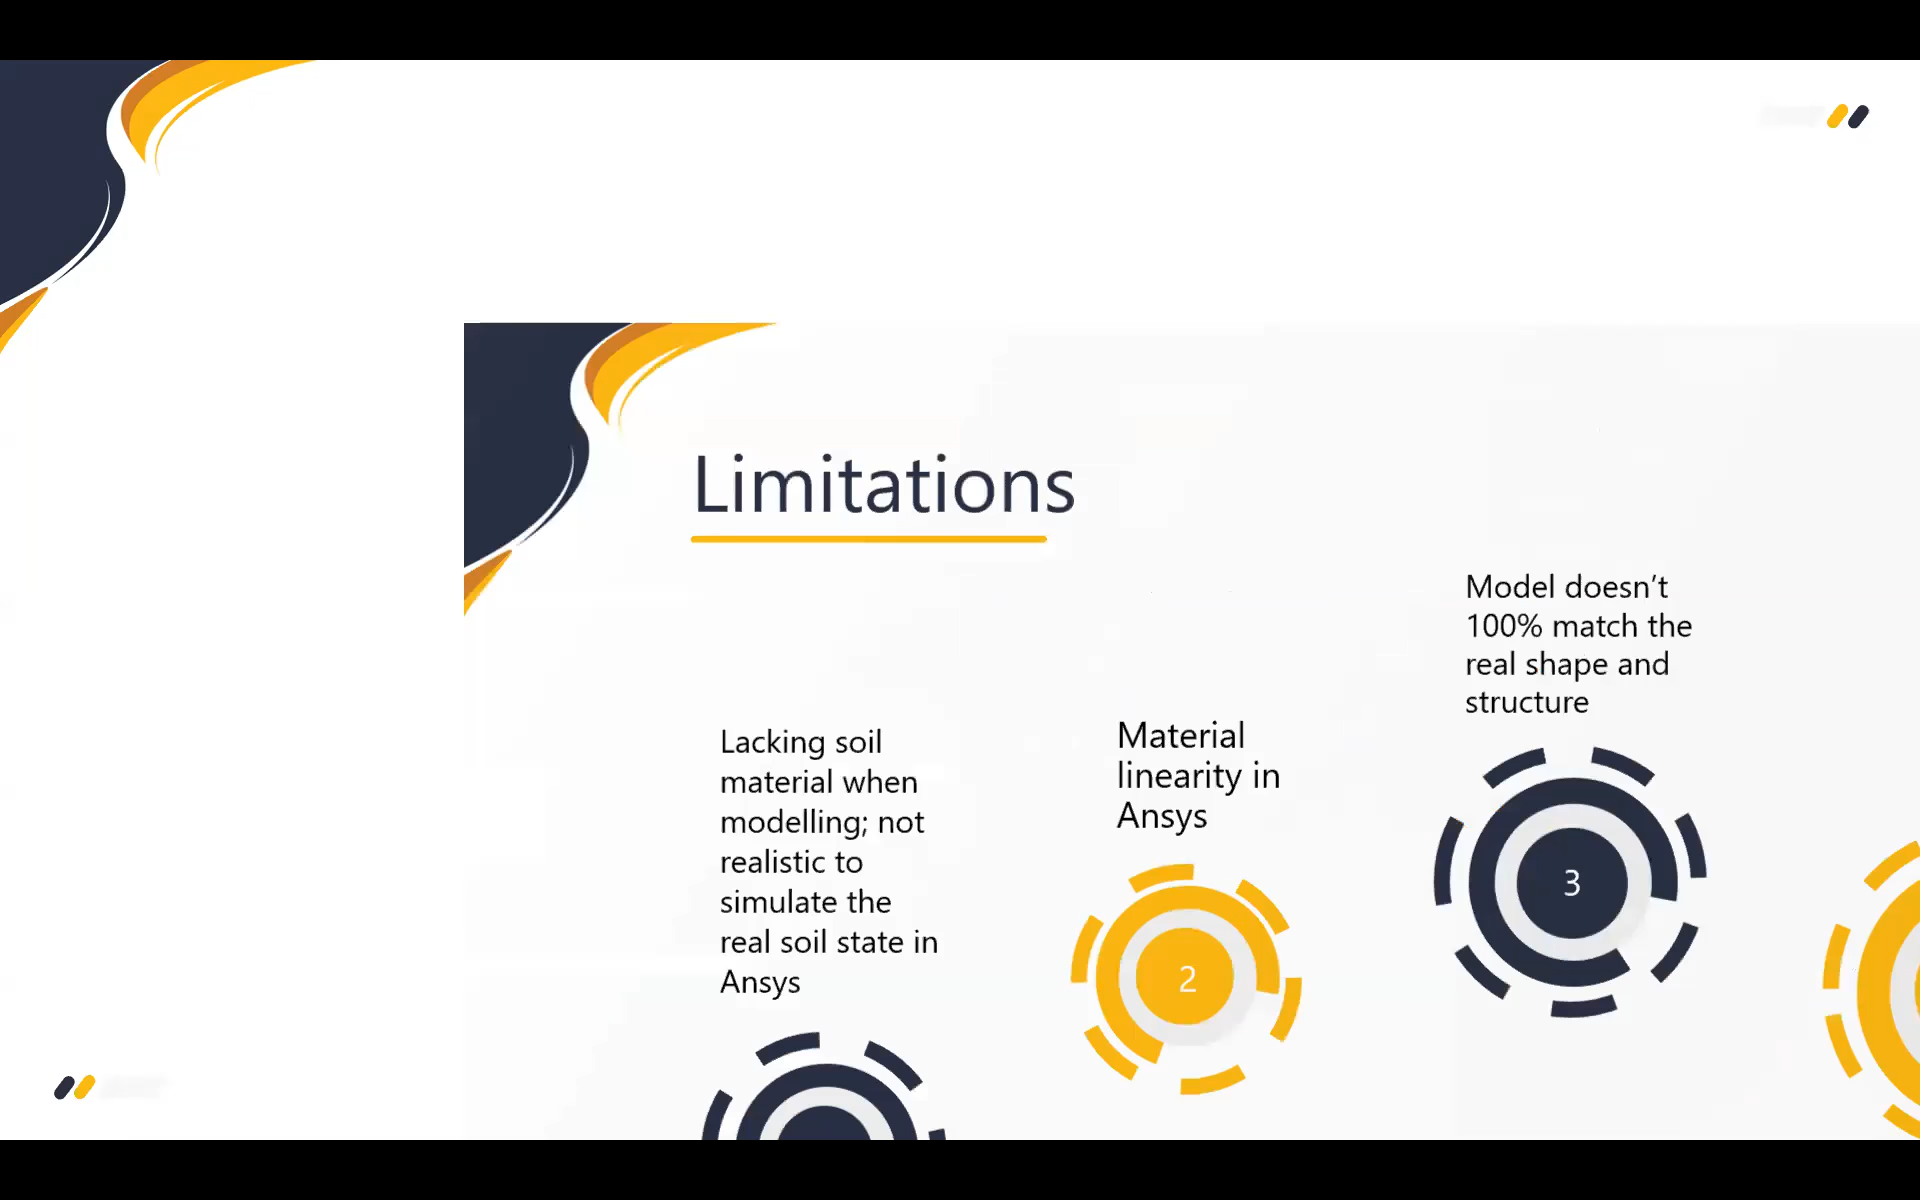 Limitations
Lacking soil
material when
modelling; not
realistic to
simulate the
real soil state in
Ansys
Material
linearity in
Ansys
2
Model doesn’t
100% match the
real shape and
structure
3